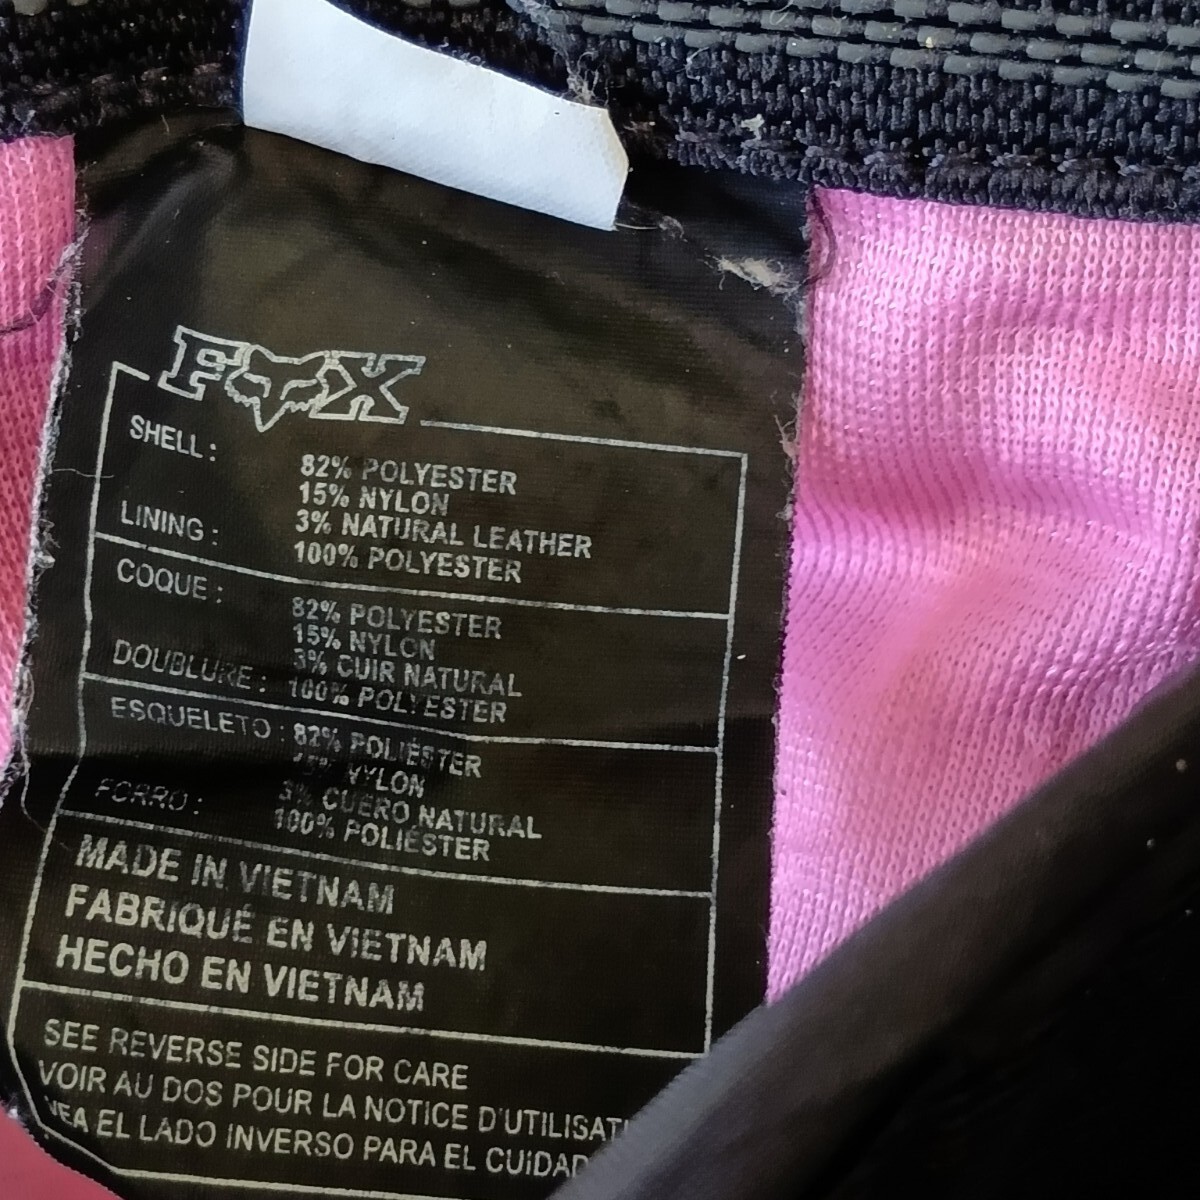 FOX
SHELL: 82% POLYESTER
15% NYLON
3% NATURAL LEATHER
LINING: 100% POLYESTER
COQUE: 82% POLYESTER
15% NYLON
3% CUIR NATURAL
DOUBLURE: 100% POLYESTER
ESQUELETO: 82% POLIÉSTER
15% NYLON
3% CUERO NATURAL
FORRO: 100% POLIÉSTER
MADE IN VIETNAM
FABRIQUÉ EN VIETNAM
HECHO EN VIETNAM
SEE REVERSE SIDE FOR CARE
VOIR AU DOS POUR LA NOTICE D'UTILISATI
VEA EL LADO INVERSO PARA EL CUIDAD